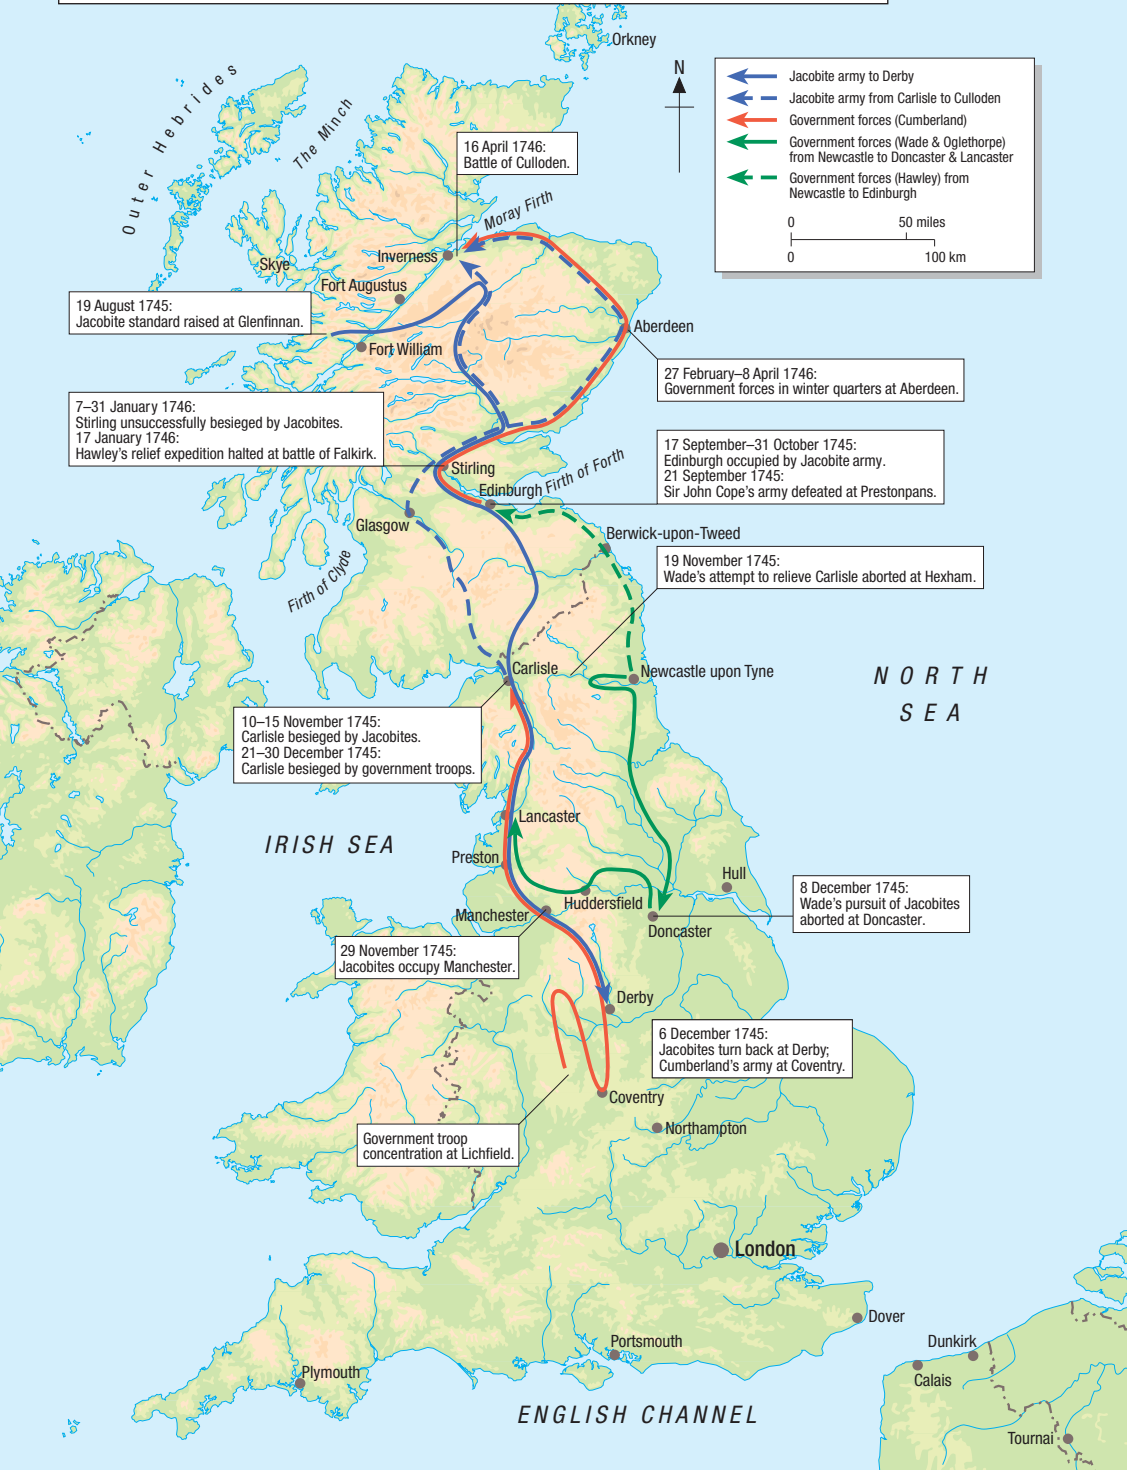 Orkney
Outer Hebrides
The Minch
N
Jacobite army to Derby
Jacobite army from Carlisle to Culloden
Government forces (Cumberland)
Government forces (Wade & Oglethorpe)
from Newcastle to Doncaster & Lancaster
Government forces (Hawley) from
Newcastle to Edinburgh
0 50 miles
0 100 km
16 April 1746:
Battle of Culloden.
Moray Firth
Inverness
Skye
Fort Augustus
19 August 1745:
Jacobite standard raised at Glenfinnan.
Aberdeen
Fort William
27 February–8 April 1746:
Government forces in winter quarters at Aberdeen.
7–31 January 1746:
Stirling unsuccessfully besieged by Jacobites.
17 January 1746:
Hawley's relief expedition halted at battle of Falkirk.
17 September–31 October 1745:
Edinburgh occupied by Jacobite army.
21 September 1745:
Sir John Cope's army defeated at Prestonpans.
Stirling
Edinburgh
Firth of Forth
Glasgow
Berwick-upon-Tweed
Firth of Clyde
19 November 1745:
Wade's attempt to relieve Carlisle aborted at Hexham.
Carlisle
Newcastle upon Tyne
NORTH
SEA
10–15 November 1745:
Carlisle besieged by Jacobites.
21–30 December 1745:
Carlisle besieged by government troops.
Lancaster
IRISH SEA
Preston
Hull
Huddersfield
Manchester
Doncaster
8 December 1745:
Wade's pursuit of Jacobites
aborted at Doncaster.
29 November 1745:
Jacobites occupy Manchester.
Derby
6 December 1745:
Jacobites turn back at Derby;
Cumberland's army at Coventry.
Coventry
Northampton
Government troop
concentration at Lichfield.
London
Dover
Portsmouth
Dunkirk
Plymouth
Calais
ENGLISH CHANNEL
Tournai